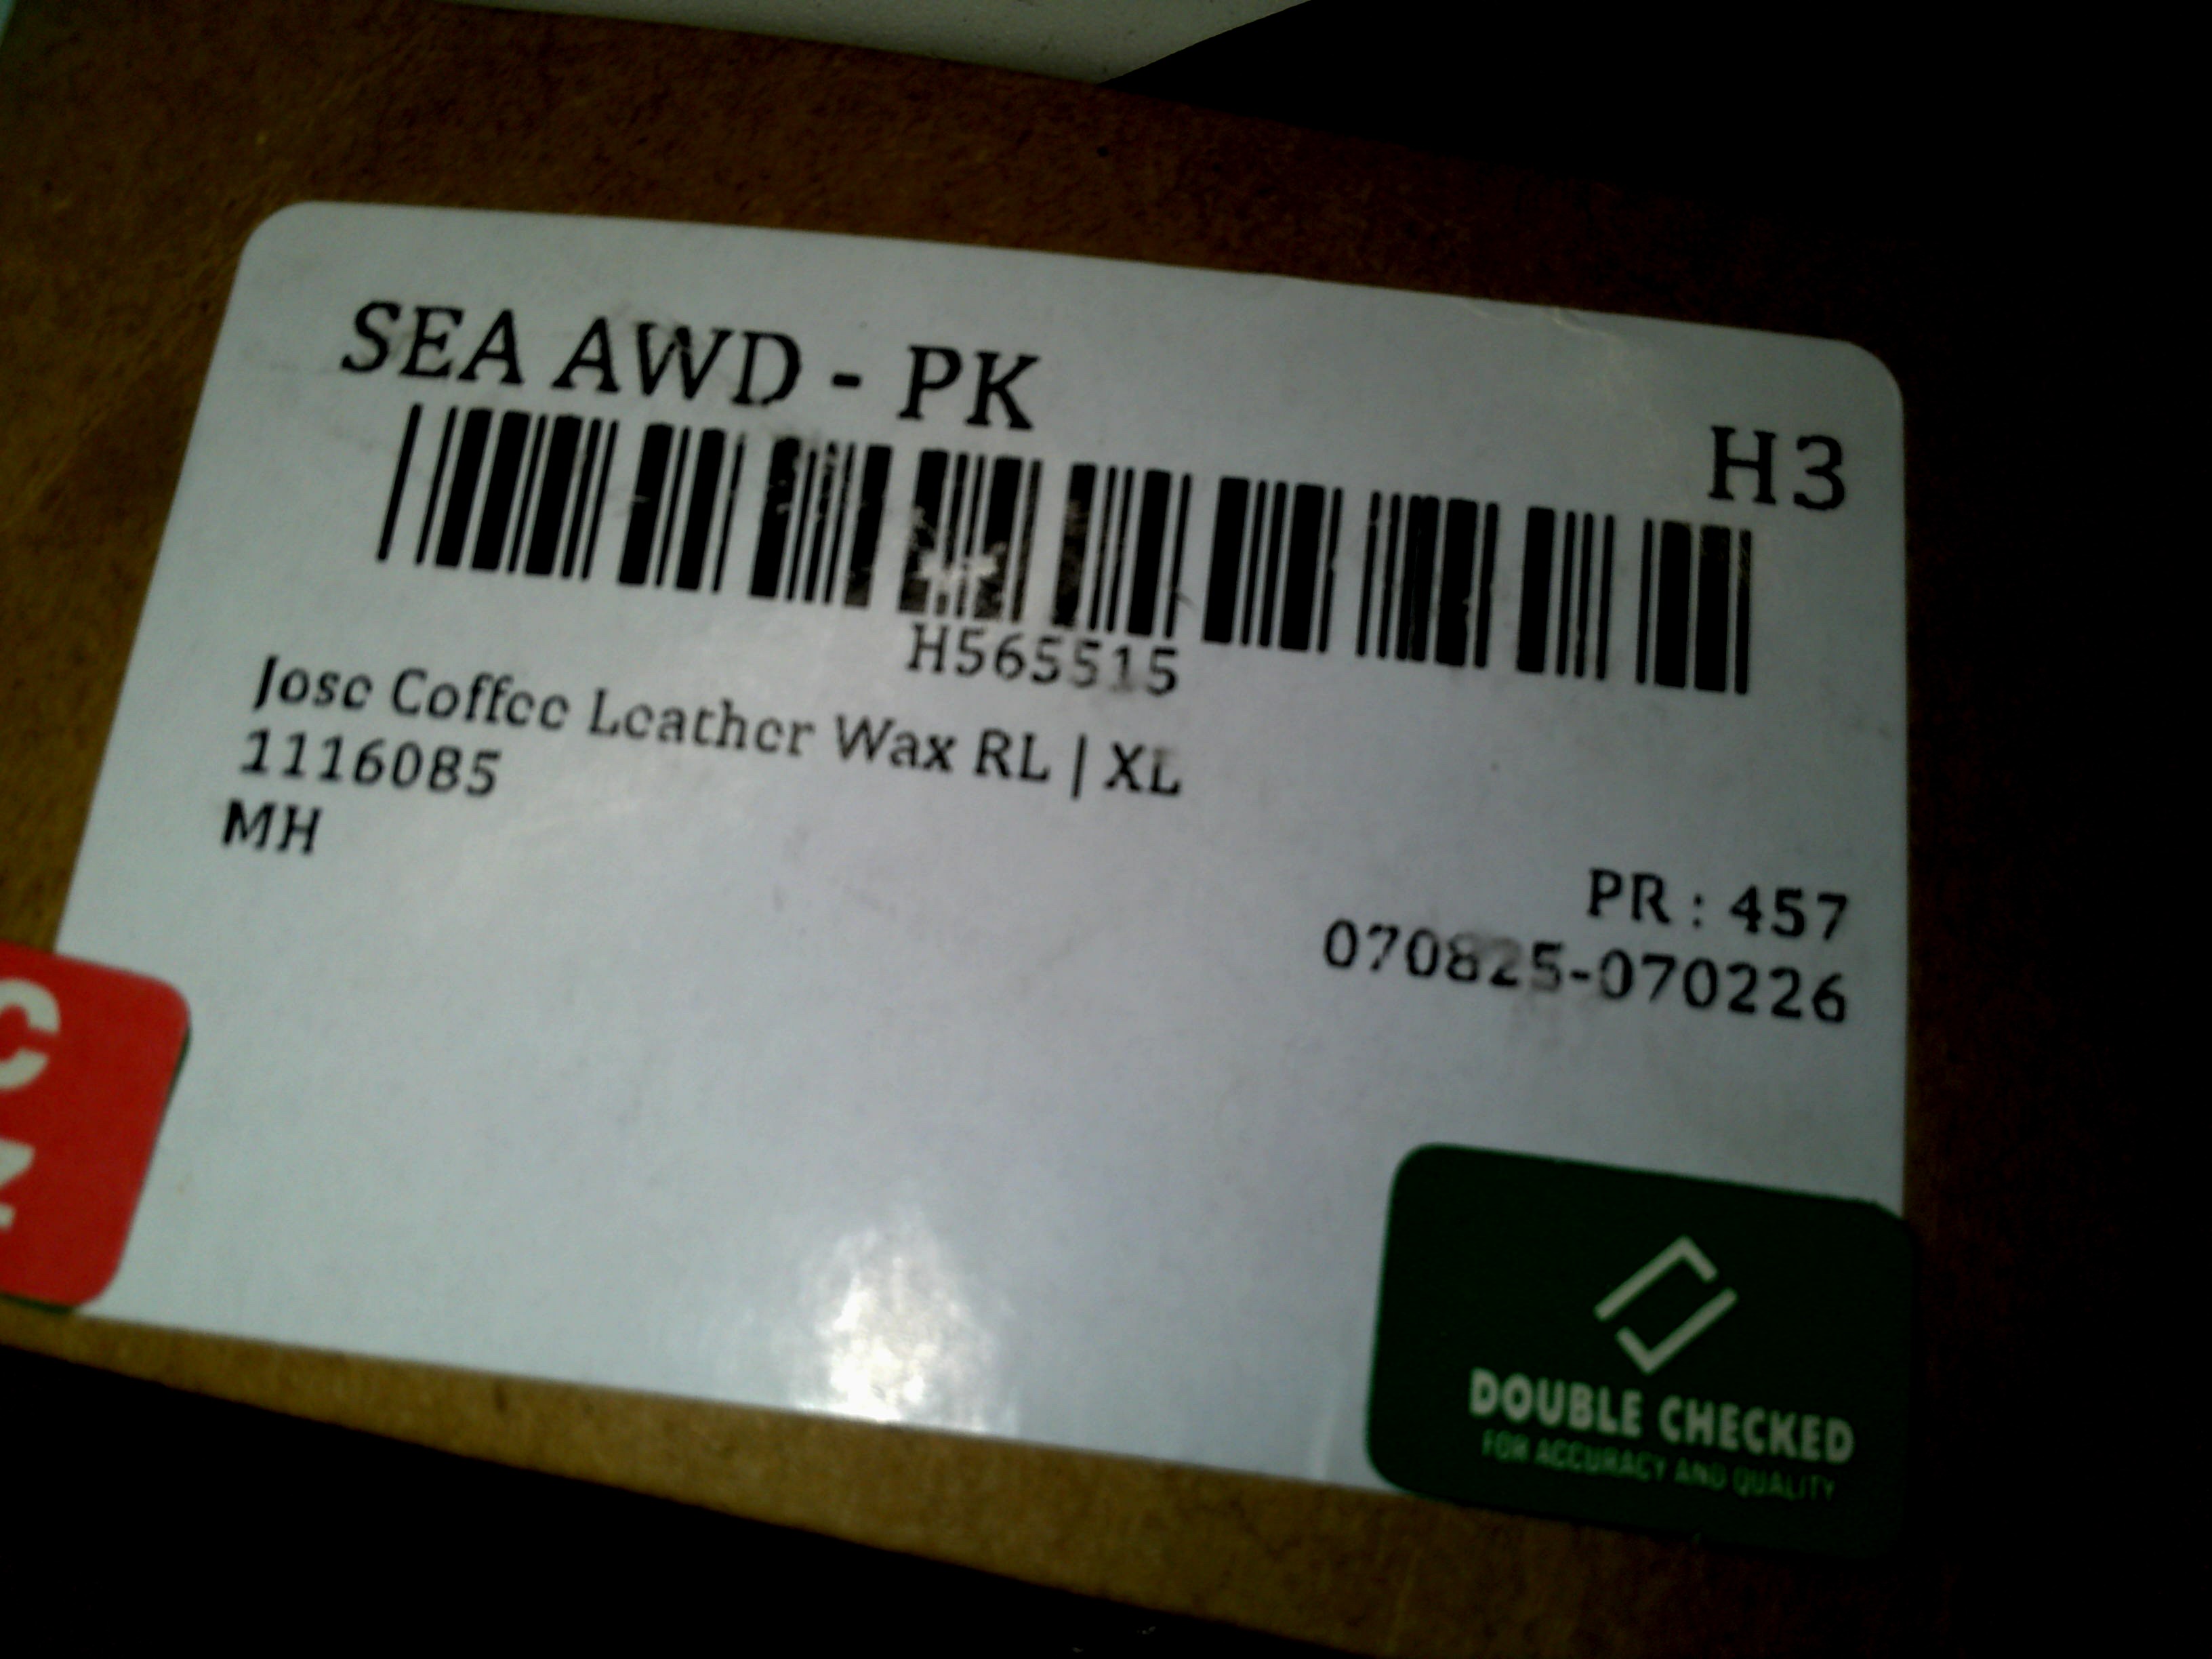 SEA AWD - PK
H3
H565515
Jose Coffee Leather Wax RL | XL
1116085
MH
PR : 457
070825-070226
C
Z
DOUBLE CHECKED
FOR ACCURACY AND QUALITY